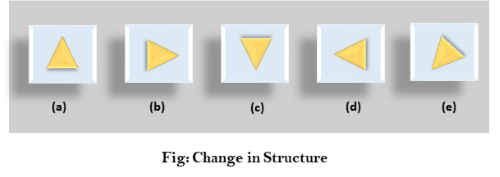 (a) (b) (c) (d) (e)
Fig: Change in Structure